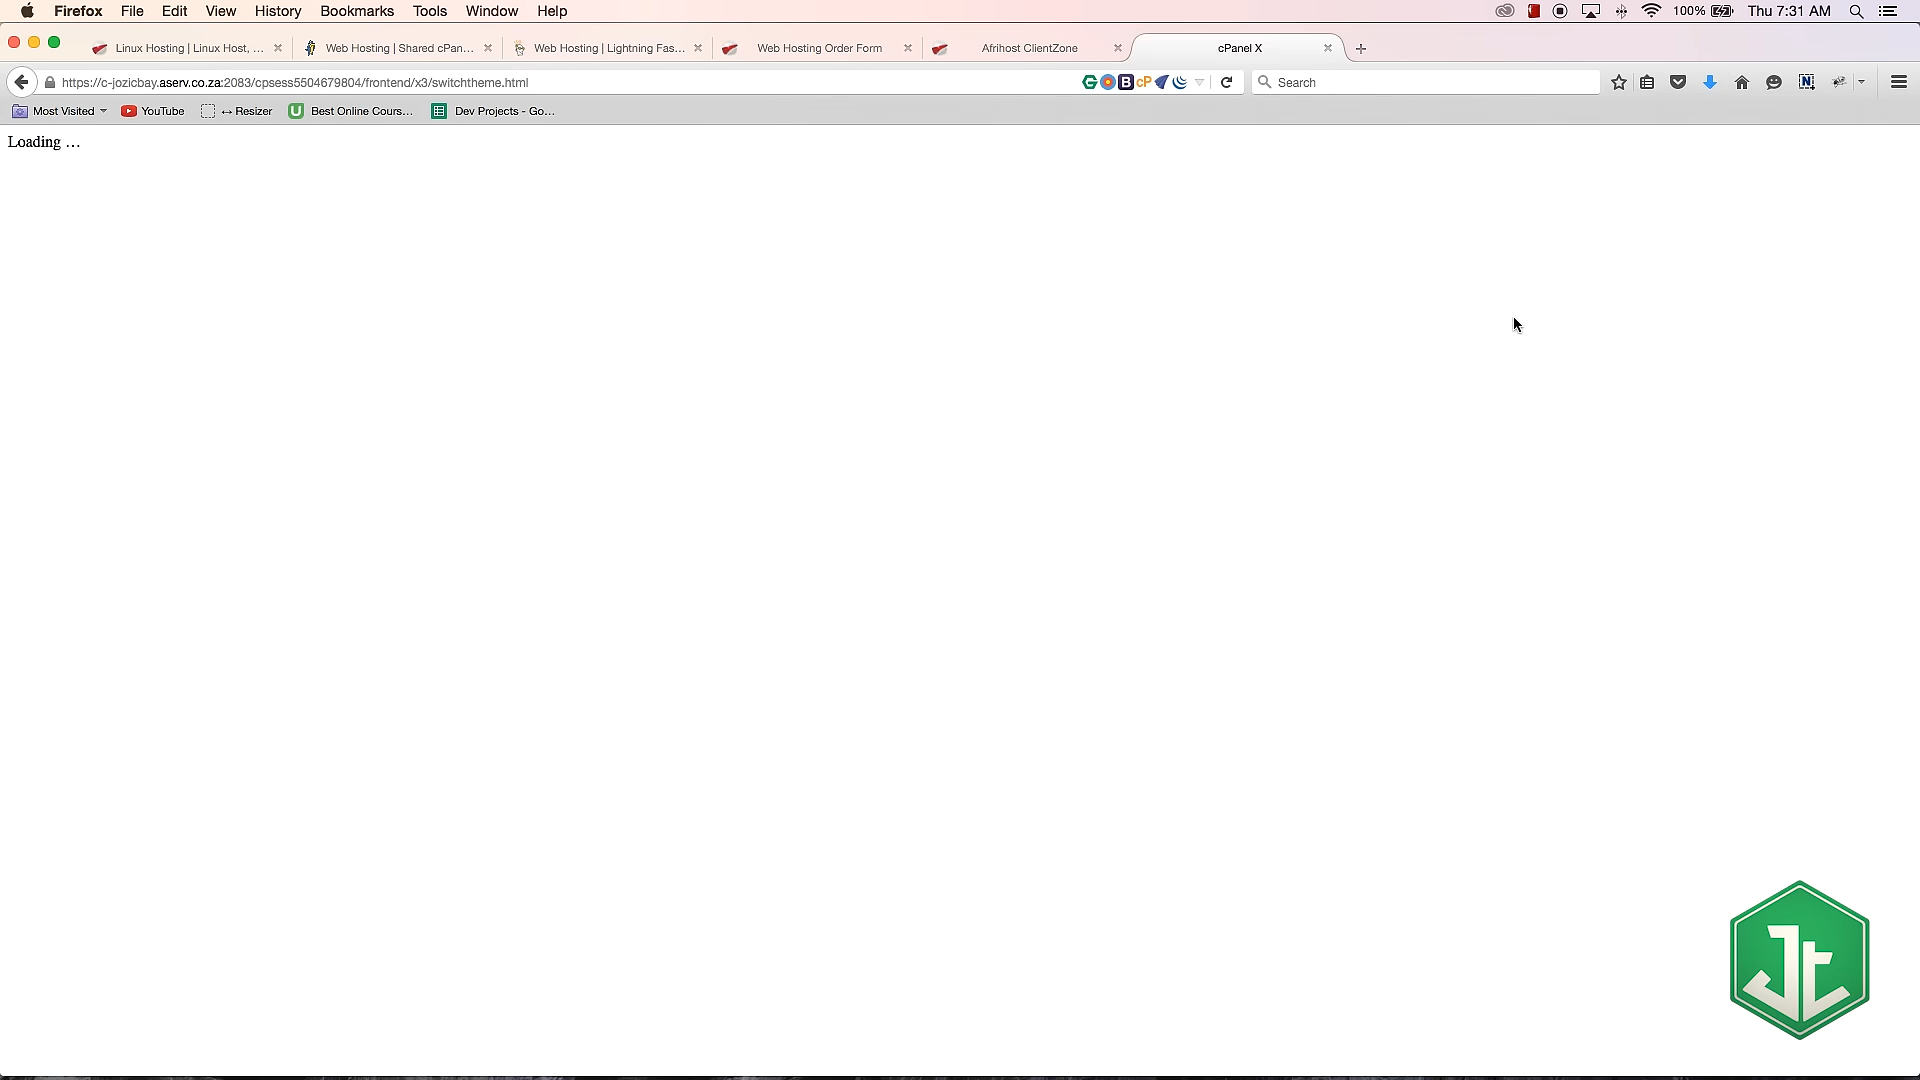 Firefox File Edit View History Bookmarks Tools Window Help 100% Thu 7:31 AM
Linux Hosting | Linux Host, ... Web Hosting | Shared cPan... Web Hosting | Lightning Fas... Web Hosting Order Form Afrihost ClientZone cPanel X
https://c-jozicbay.aserv.co.za:2083/cpsess5504679804/frontend/x3/switchtheme.html B cP Search N
Most Visited YouTube ↔ Resizer U Best Online Cours... Dev Projects - Go...
Loading ...
Jt